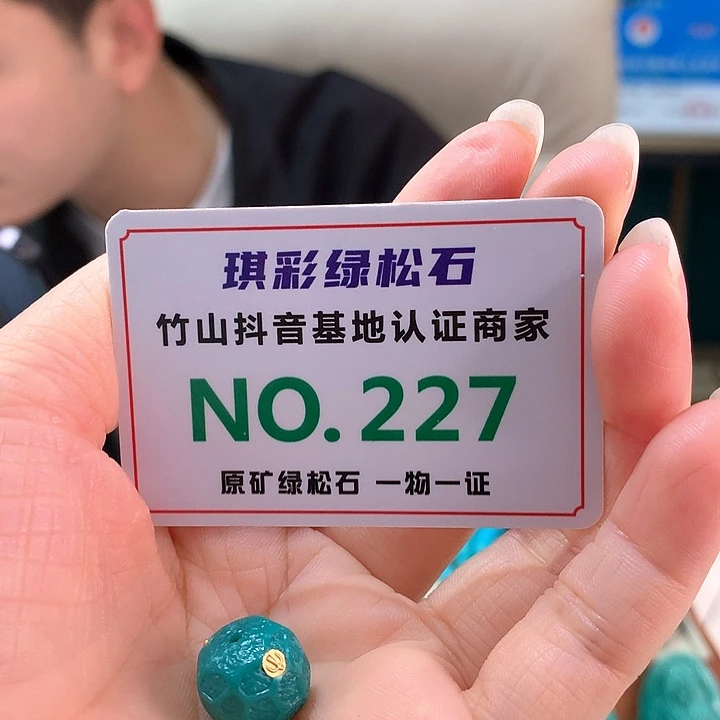 琪彩绿松石
竹山抖音基地认证商家
NO.227
原矿绿松石 一物一证